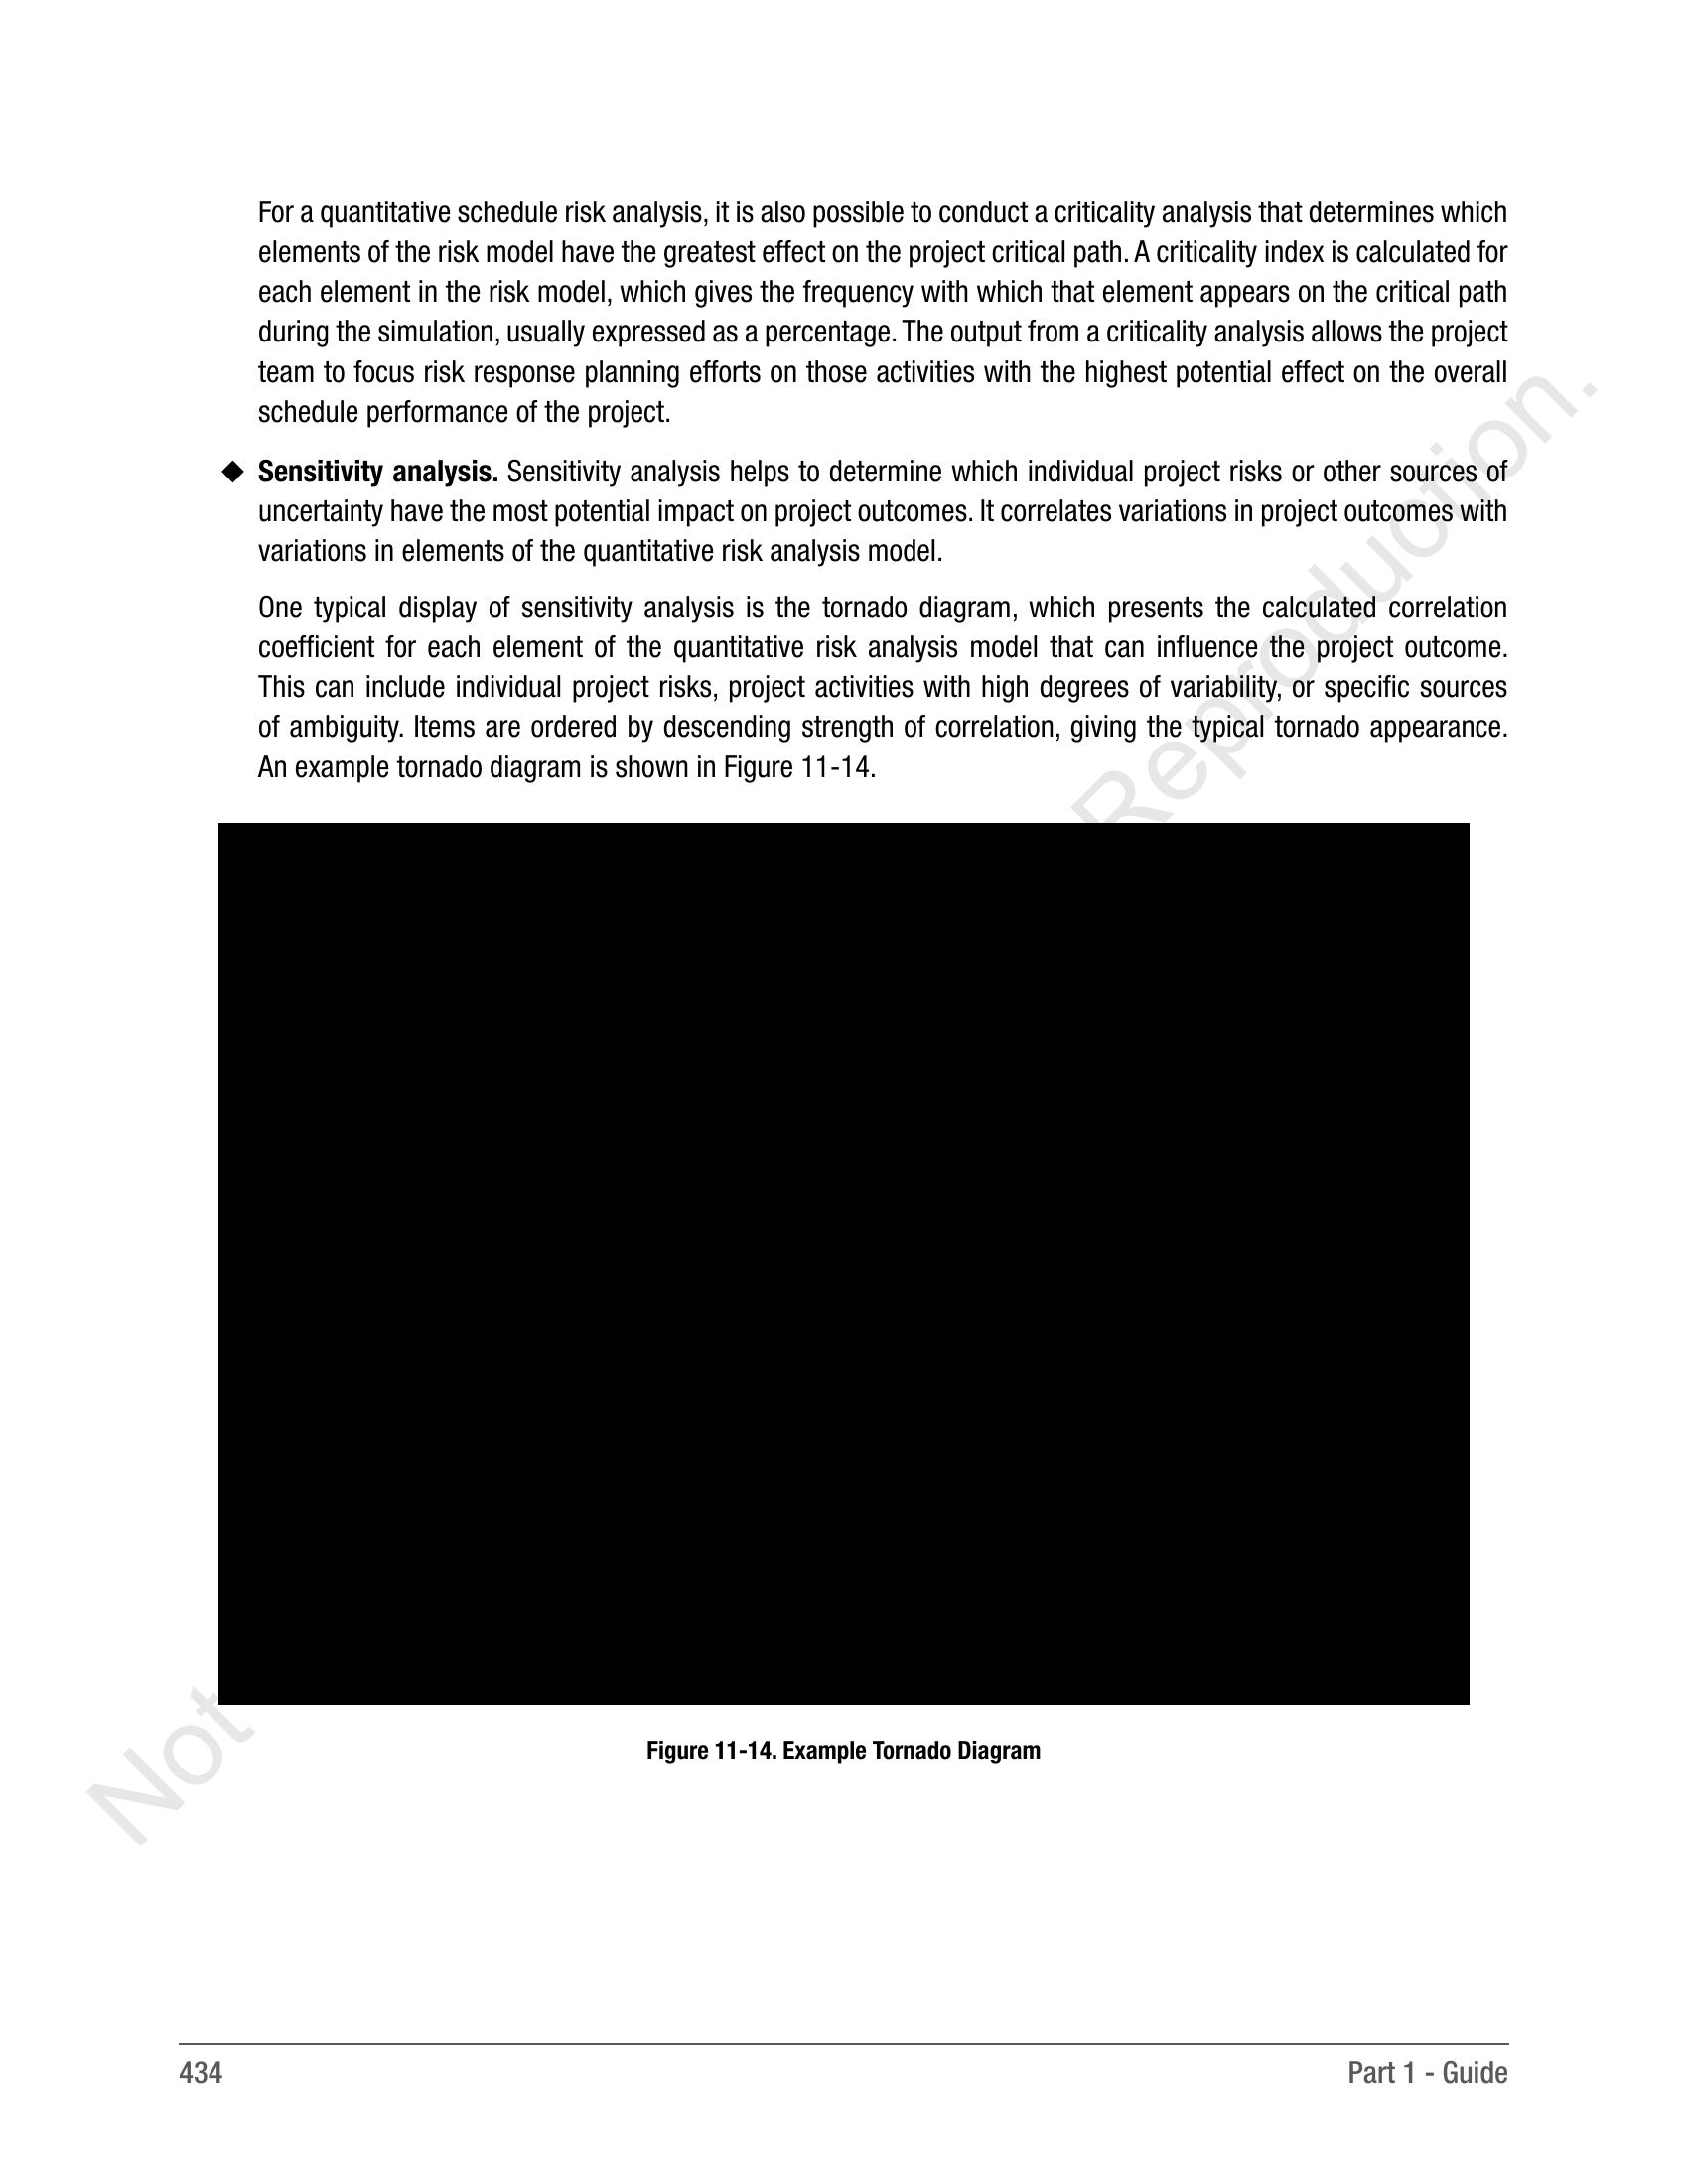 For a quantitative schedule risk analysis, it is also possible to conduct a criticality analysis that determines which
elements of the risk model have the greatest effect on the project critical path. A criticality index is calculated for
each element in the risk model, which gives the frequency with which that element appears on the critical path
during the simulation, usually expressed as a percentage. The output from a criticality analysis allows the project
team to focus risk response planning efforts on those activities with the highest potential effect on the overall
schedule performance of the project.
◆ Sensitivity analysis. Sensitivity analysis helps to determine which individual project risks or other sources of
uncertainty have the most potential impact on project outcomes. It correlates variations in project outcomes with
variations in elements of the quantitative risk analysis model.
One typical display of sensitivity analysis is the tornado diagram, which presents the calculated correlation
coefficient for each element of the quantitative risk analysis model that can influence the project outcome.
This can include individual project risks, project activities with high degrees of variability, or specific sources
of ambiguity. Items are ordered by descending strength of correlation, giving the typical tornado appearance.
An example tornado diagram is shown in Figure 11-14.
Not
Reproduction.
Figure 11-14. Example Tornado Diagram
434
Part 1 - Guide